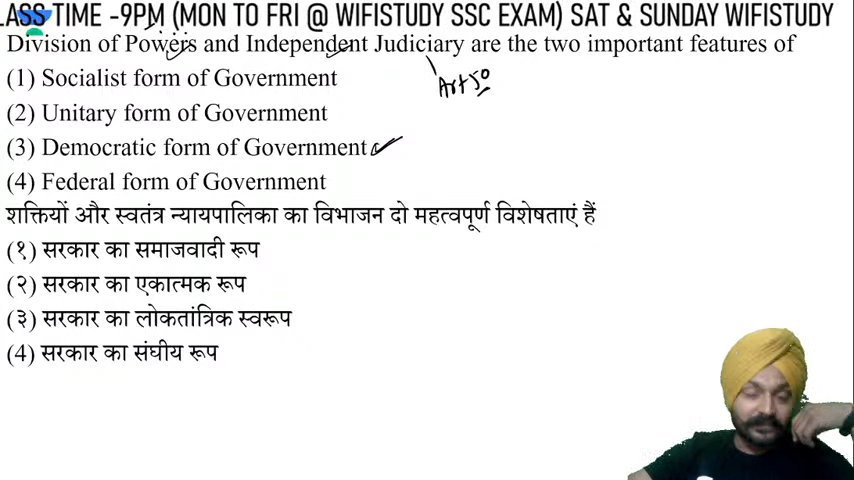 LASS TIME -9PM (MON TO FRI @ WIFISTUDY SSC EXAM) SAT & SUNDAY WIFISTUDY
Division of Powers and Independent Judiciary are the two important features of
(1) Socialist form of Government
Art 50
(2) Unitary form of Government
(3) Democratic form of Government
(4) Federal form of Government
शक्तियों और स्वतंत्र न्यायपालिका का विभाजन दो महत्वपूर्ण विशेषताएं हैं
(१) सरकार का समाजवादी रूप
(२) सरकार का एकात्मक रूप
(३) सरकार का लोकतांत्रिक स्वरूप
(4) सरकार का संघीय रूप